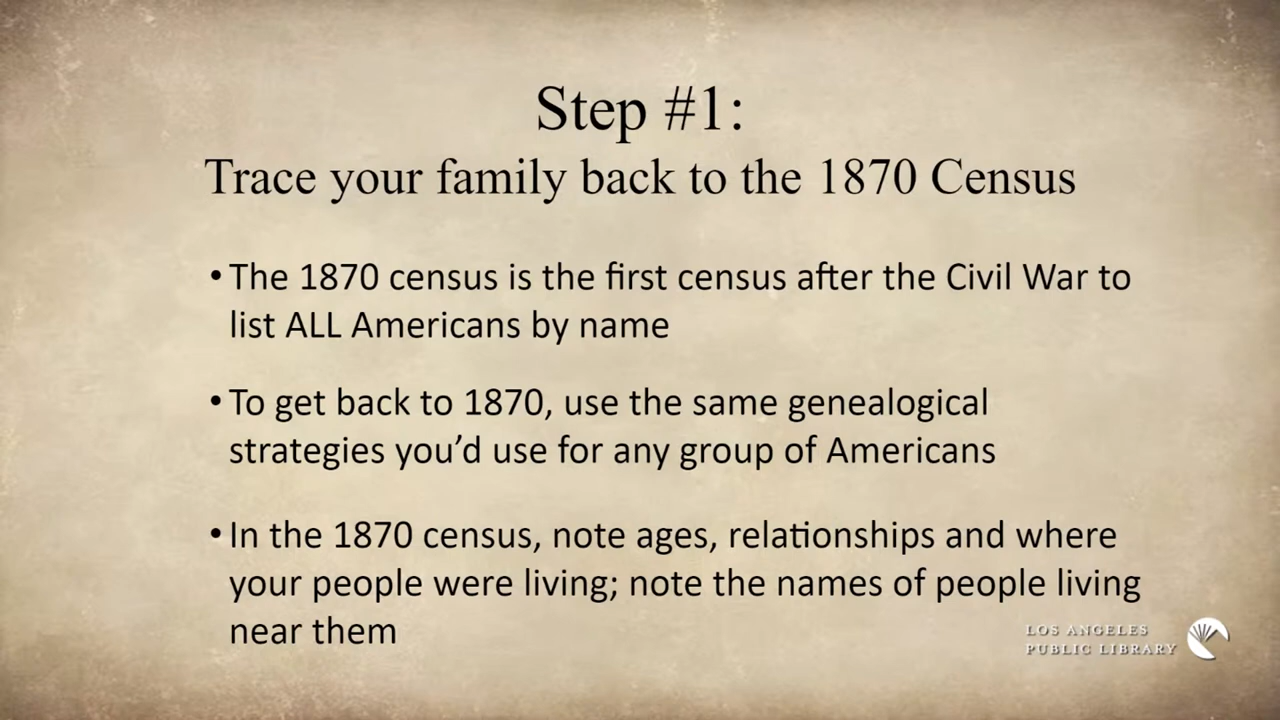 Step #1:
Trace your family back to the 1870 Census
•The 1870 census is the first census after the Civil War to
list ALL Americans by name
•To get back to 1870, use the same genealogical
strategies you’d use for any group of Americans
•In the 1870 census, note ages, relationships and where
your people were living; note the names of people living
near them
LOS ANGELES
PUBLIC LIBRARY